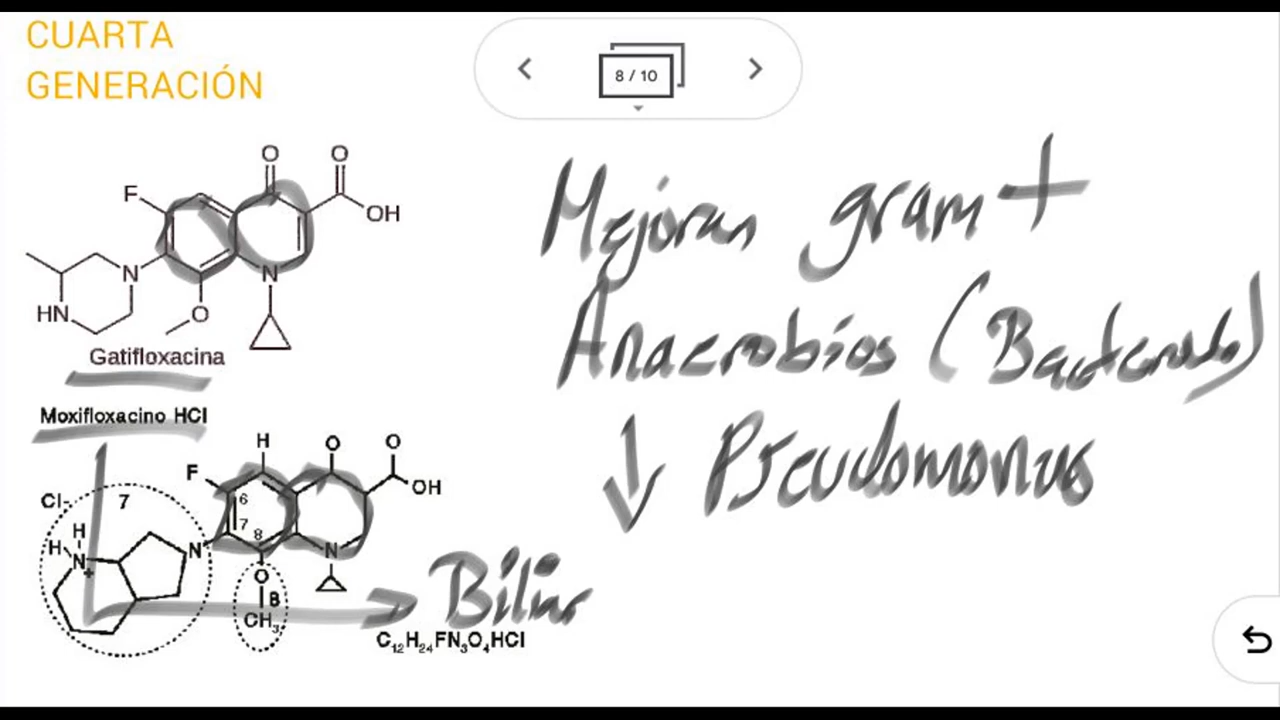 CUARTA
GENERACIÓN
8 / 10
O
O
F
OH
N
N
HN
O
Gatifloxacina
Moxifloxacino HCl
H
O
O
F
OH
6
7
8
Cl-
7
H
H
N
+
N
N
O
8
CH3
C12H24FN3O4HCl
Mejoran gram +
Anaerobios (Bacteroides)
↓ Pseudomonas
Biliar